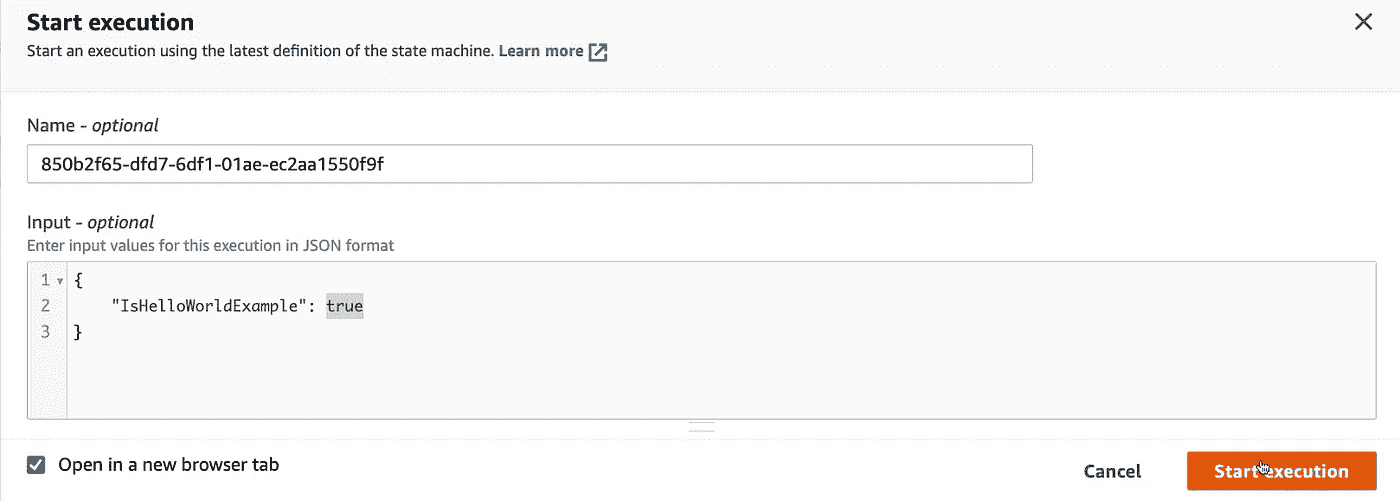 Start execution
Start an execution using the latest definition of the state machine. Learn more
Name - optional
850b2f65-dfd7-6df1-01ae-ec2aa1550f9f
Input - optional
Enter input values for this execution in JSON format
1 {
2 "IsHelloWorldExample": true
3 }
Open in a new browser tab
Cancel
Start execution